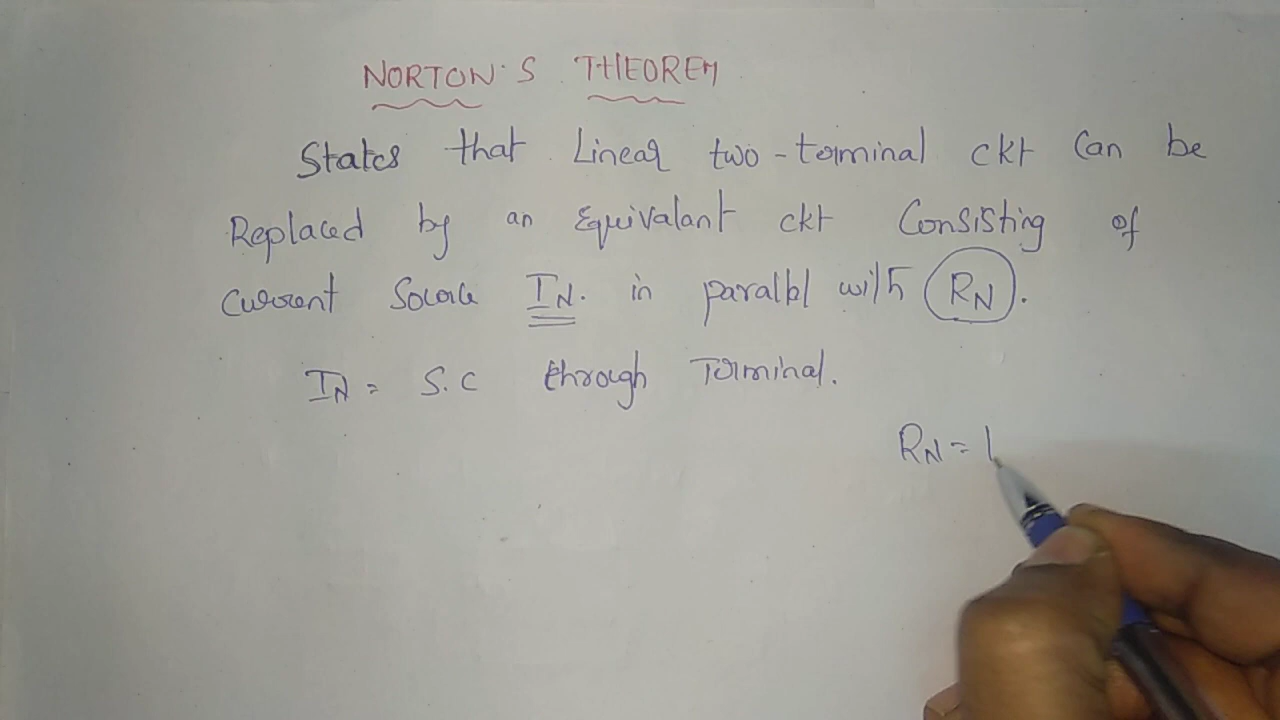 NORTON'S THEOREM
States that Linear two-terminal ckt Can be
Replaced by an Equivalant ckt Consisting of
current Source IN. in parallel with RN.
IN = S.C through Terminal.
RN =